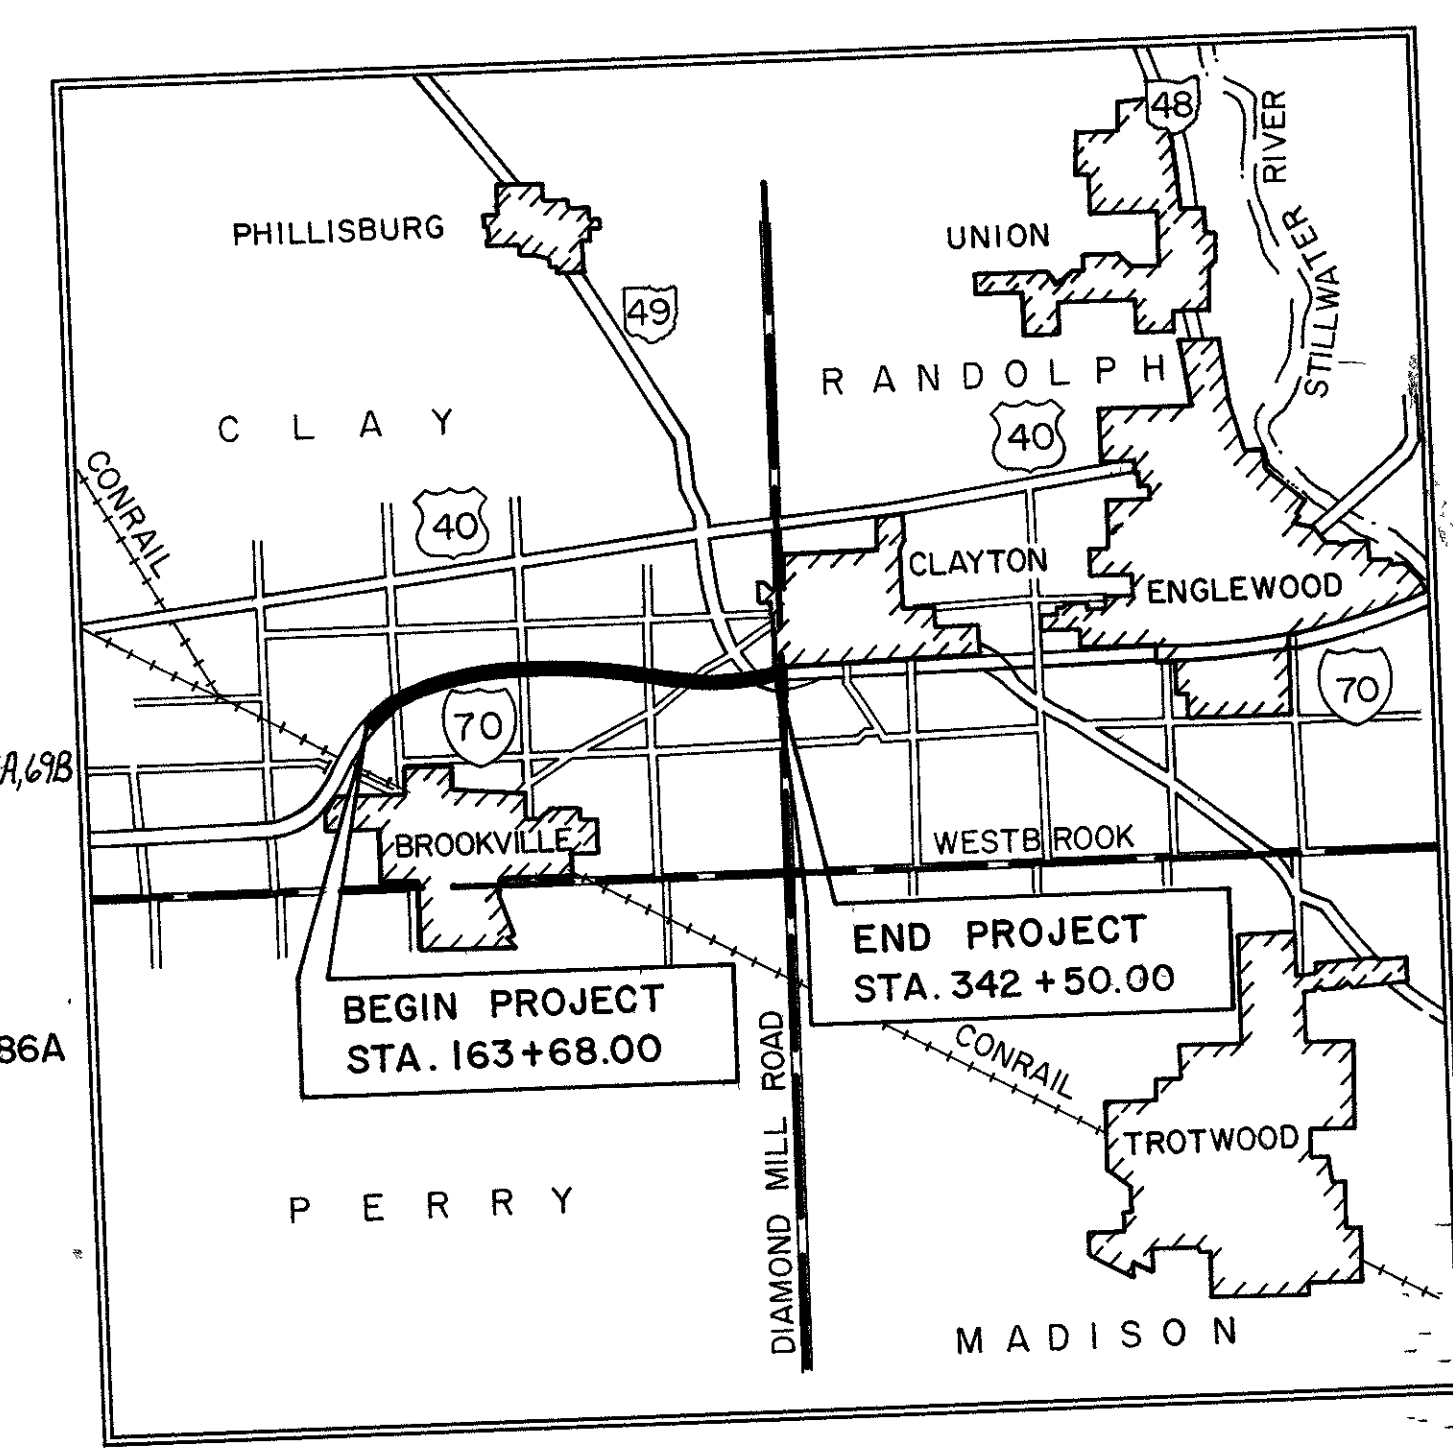 48
RIVER
STILLWATER
PHILLISBURG
UNION
49
RANDOLPH
CLAY
40
CONRAIL
40
CLAYTON
ENGLEWOOD
70
70
A,69B
BROOKVILLE
WESTBROOK
END PROJECT
STA. 342+50.00
BEGIN PROJECT
STA. 163+68.00
86A
CONRAIL
DIAMOND MILL ROAD
TROTWOOD
PERRY
MADISON